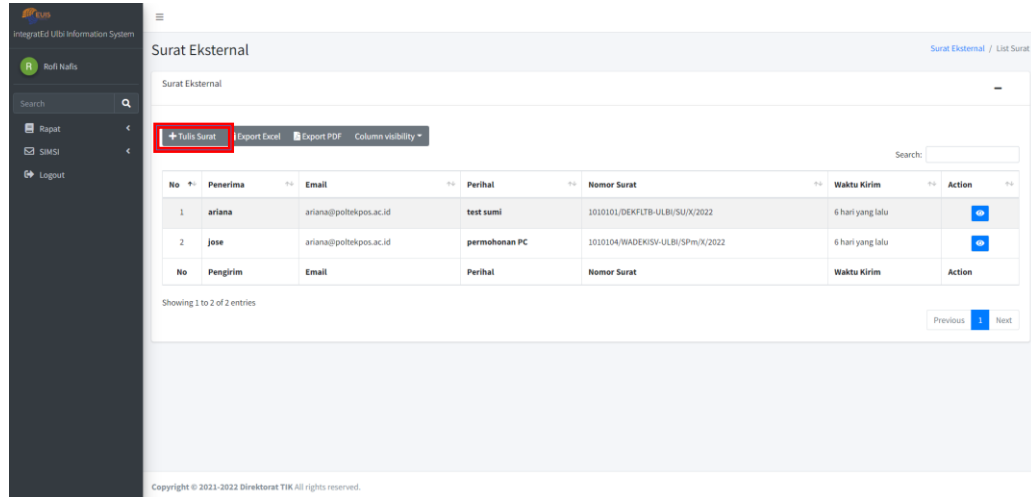 EUIS
integratEd Ulbi Information System
R Rofi Nafis
Search
Rapat
SIMSI
Logout
Surat Eksternal
Surat Eksternal / List Surat
Surat Eksternal
Tulis Surat Export Excel Export PDF Column visibility
Search:
No Penerima Email Perihal Nomor Surat Waktu Kirim Action
1 ariana ariana@poltekpos.ac.id test sumi 1010101/DEKFLTB-ULBI/SU/X/2022 6 hari yang lalu
2 jose ariana@poltekpos.ac.id permohonan PC 1010104/WADEKISV-ULBI/SPm/X/2022 6 hari yang lalu
No Pengirim Email Perihal Nomor Surat Waktu Kirim Action
Showing 1 to 2 of 2 entries
Previous 1 Next
Copyright © 2021-2022 Direktorat TIK All rights reserved.